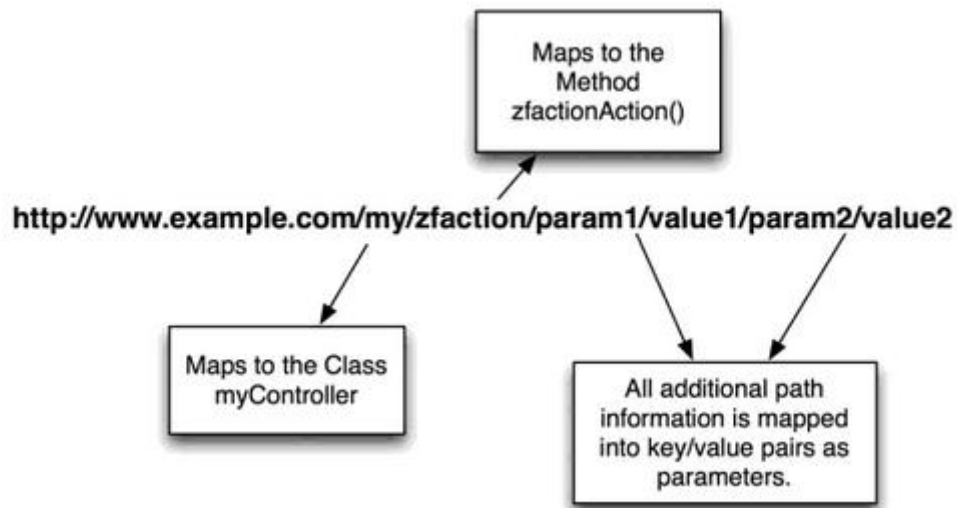 Maps to the
Method
zfactionAction()
http://www.example.com/my/zfaction/param1/value1/param2/value2
Maps to the Class
myController
All additional path
information is mapped
into key/value pairs as
parameters.